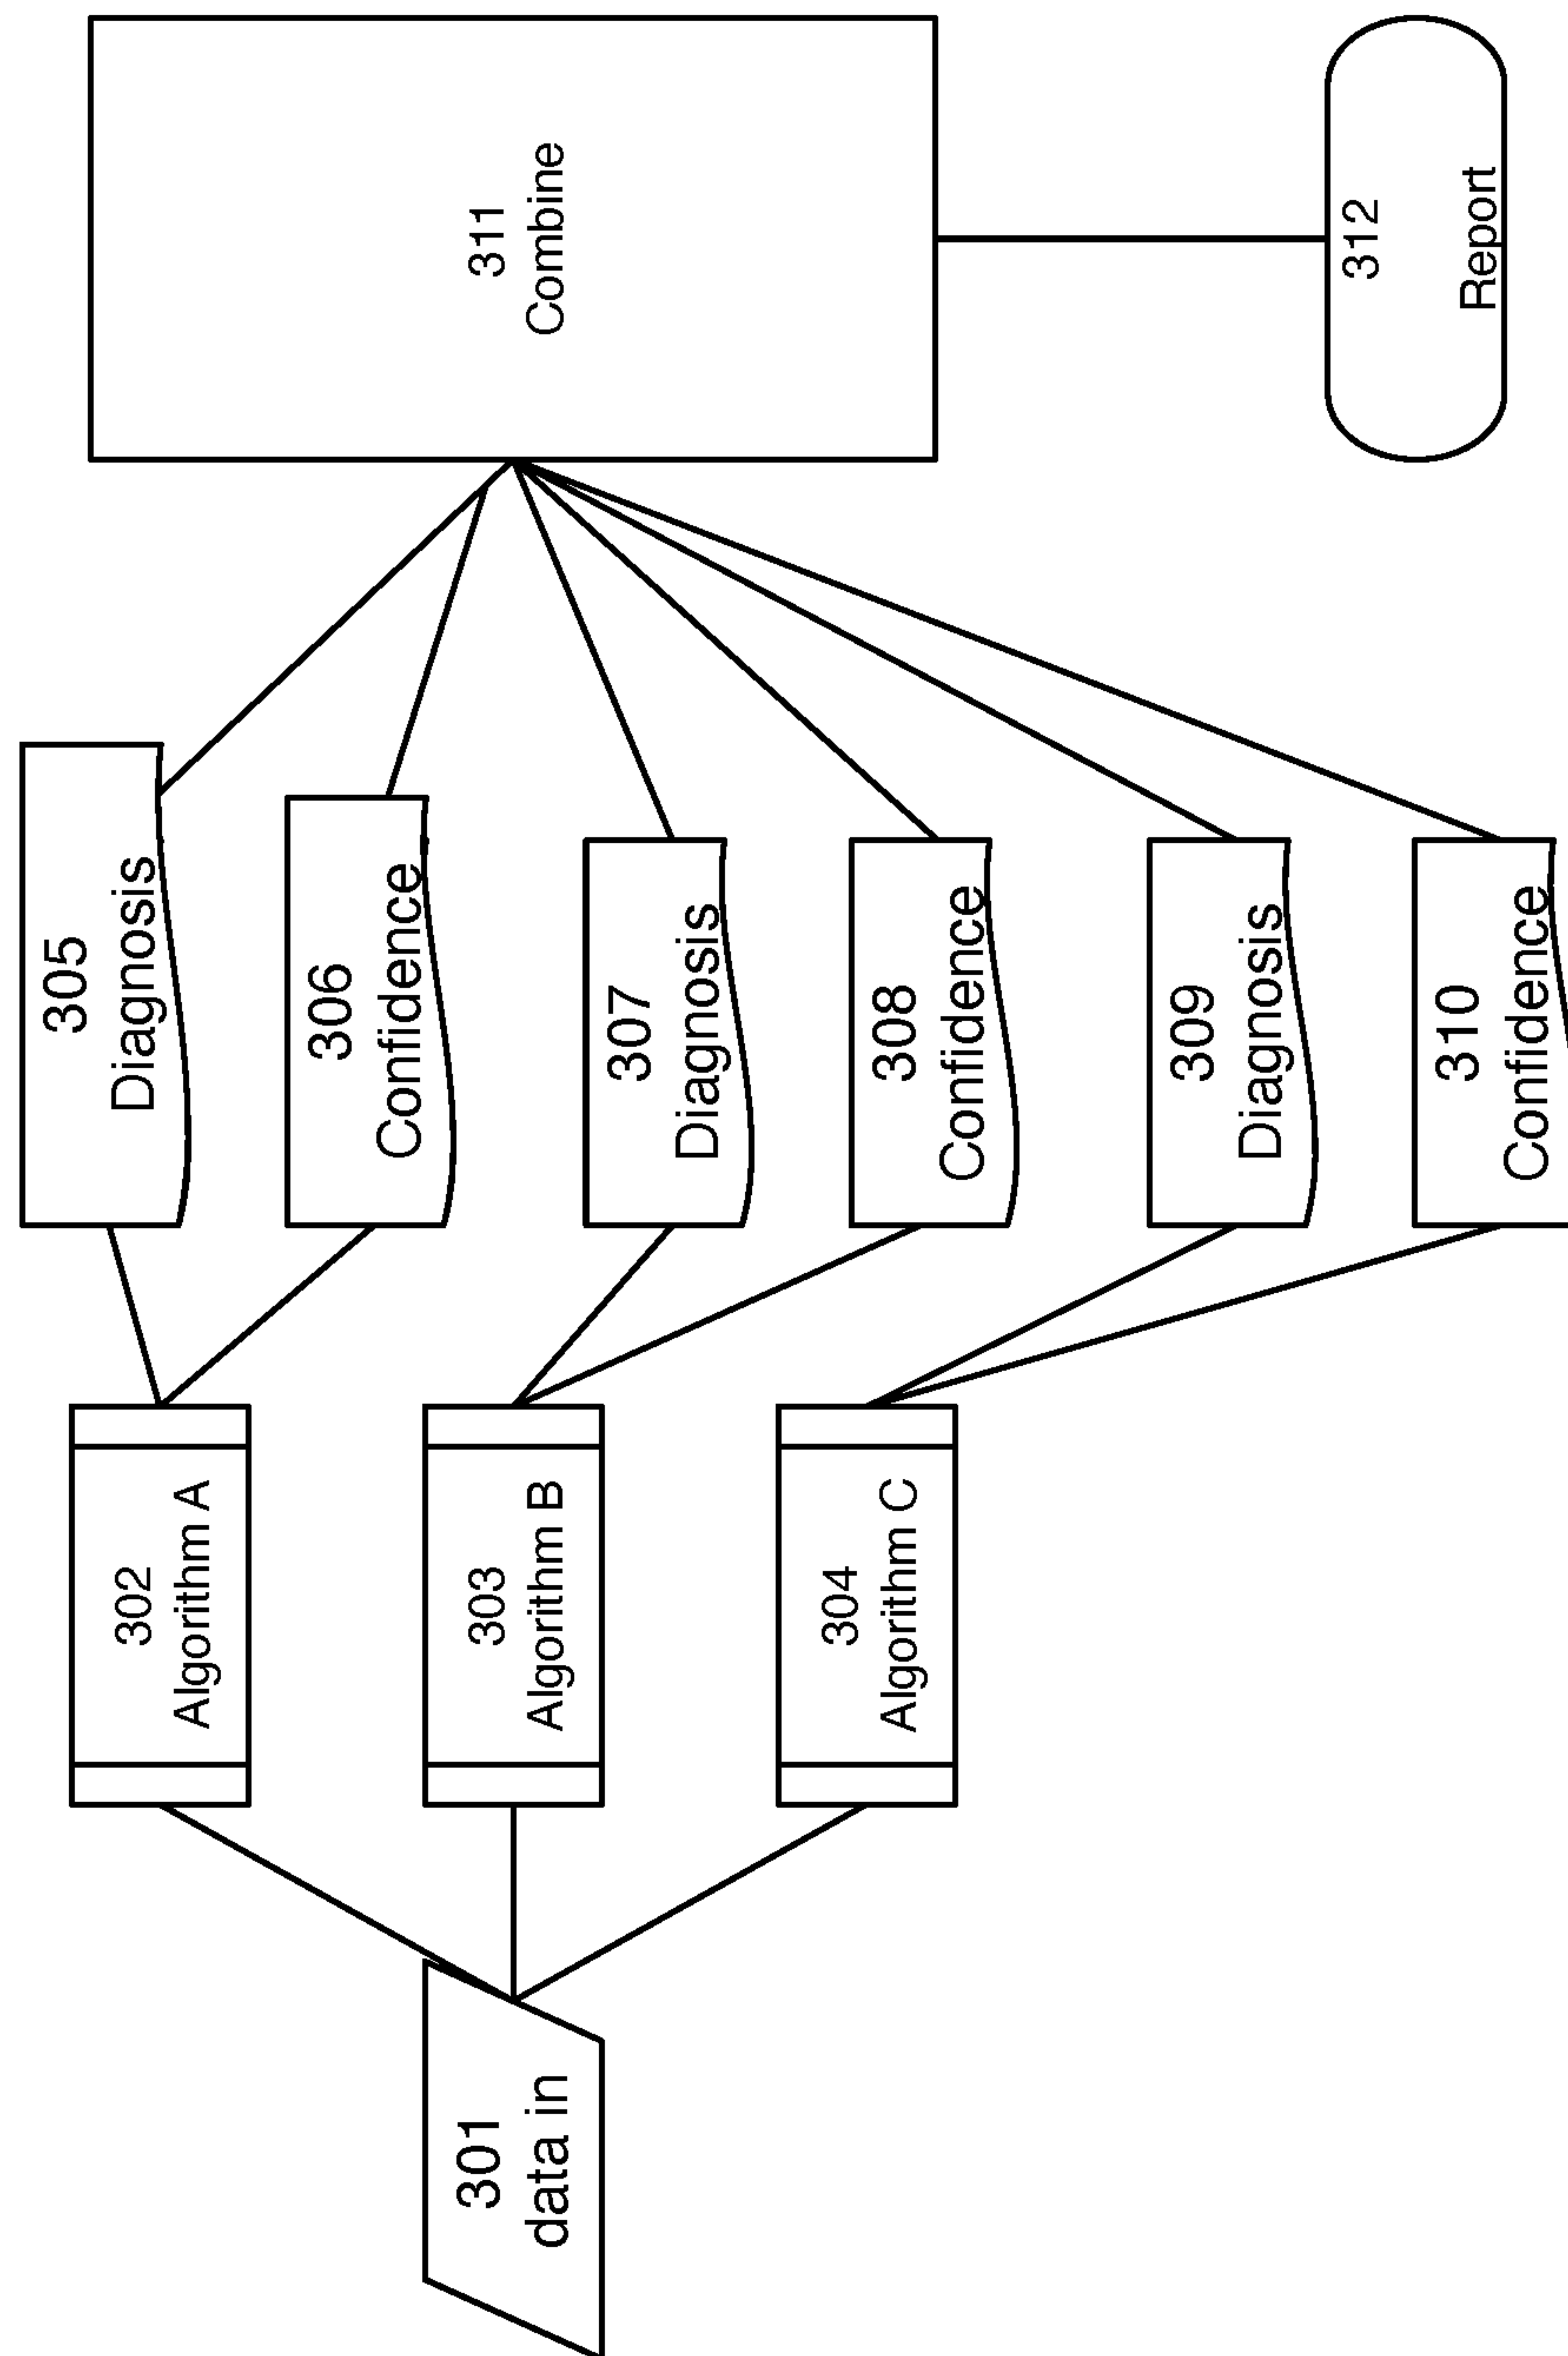 301
data in
302
Algorithm A
303
Algorithm B
304
Algorithm C
305
Diagnosis
306
Confidence
307
Diagnosis
308
Confidence
309
Diagnosis
310
Confidence
311
Combine
312
Report